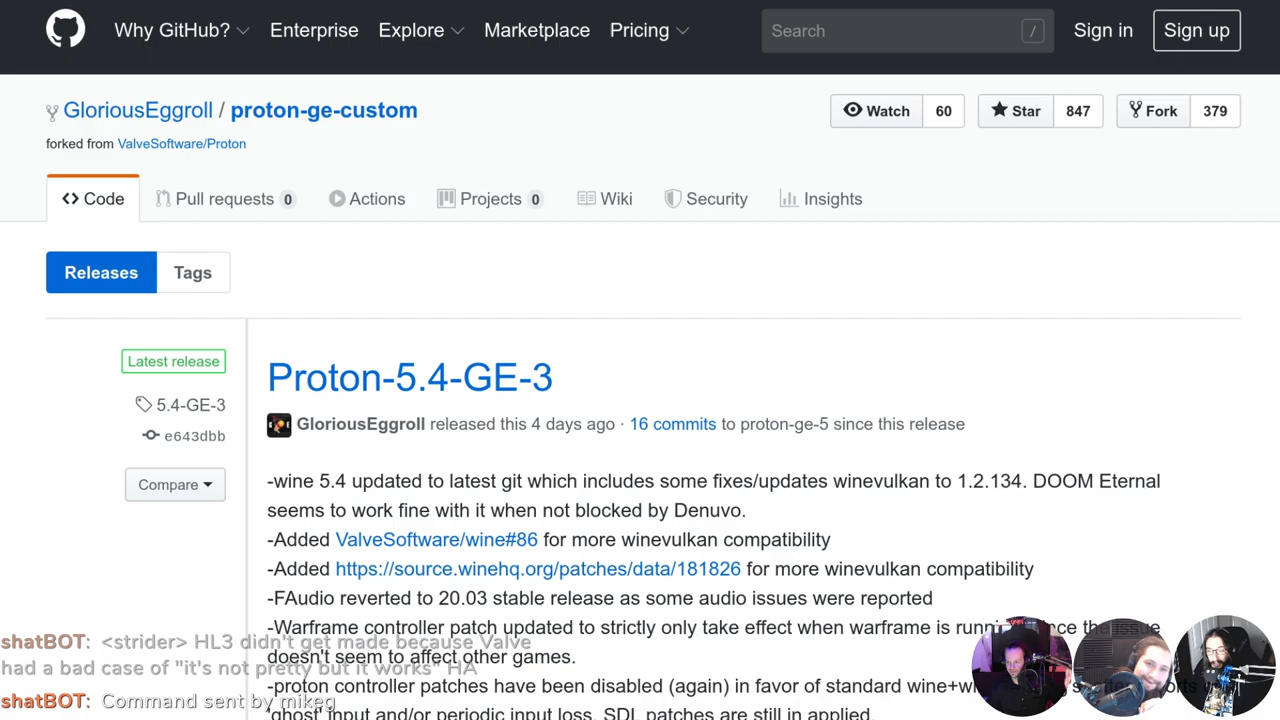 Why GitHub? Enterprise Explore Marketplace Pricing Search / Sign in Sign up
GloriousEggroll / proton-ge-custom
Watch 60 Star 847 Fork 379
forked from ValveSoftware/Proton
Code Pull requests 0 Actions Projects 0 Wiki Security Insights
Releases Tags
Latest release
5.4-GE-3
e643dbb
Compare
Proton-5.4-GE-3
GloriousEggroll released this 4 days ago · 16 commits to proton-ge-5 since this release
-wine 5.4 updated to latest git which includes some fixes/updates winevulkan to 1.2.134. DOOM Eternal
seems to work fine with it when not blocked by Denuvo.
-Added ValveSoftware/wine#86 for more winevulkan compatibility
-Added https://source.winehq.org/patches/data/181826 for more winevulkan compatibility
-FAudio reverted to 20.03 stable release as some audio issues were reported
-Warframe controller patch updated to strictly only take effect when warframe is the issue
doesn't seem to affect other games.
-proton controller patches have been disabled (again) in favor of standard
'ghost' input and/or periodic input loss. SDL patches are still in applied.
shatBOT: <strider> HL3 didn't get made because Valve
had a bad case of "it's not pretty but it works" HA
shatBOT: Command sent by mikeg